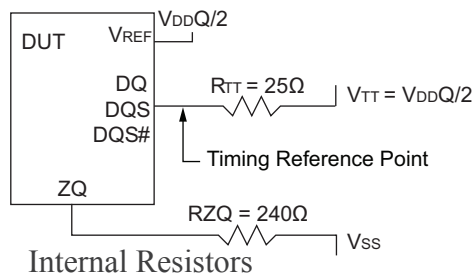 VDDQ/2
DUT
VREF
DQ
DQS
DQS#
RTT = 25Ω
VTT = VDDQ/2
Timing Reference Point
ZQ
RZQ = 240Ω
VSS
Internal Resistors